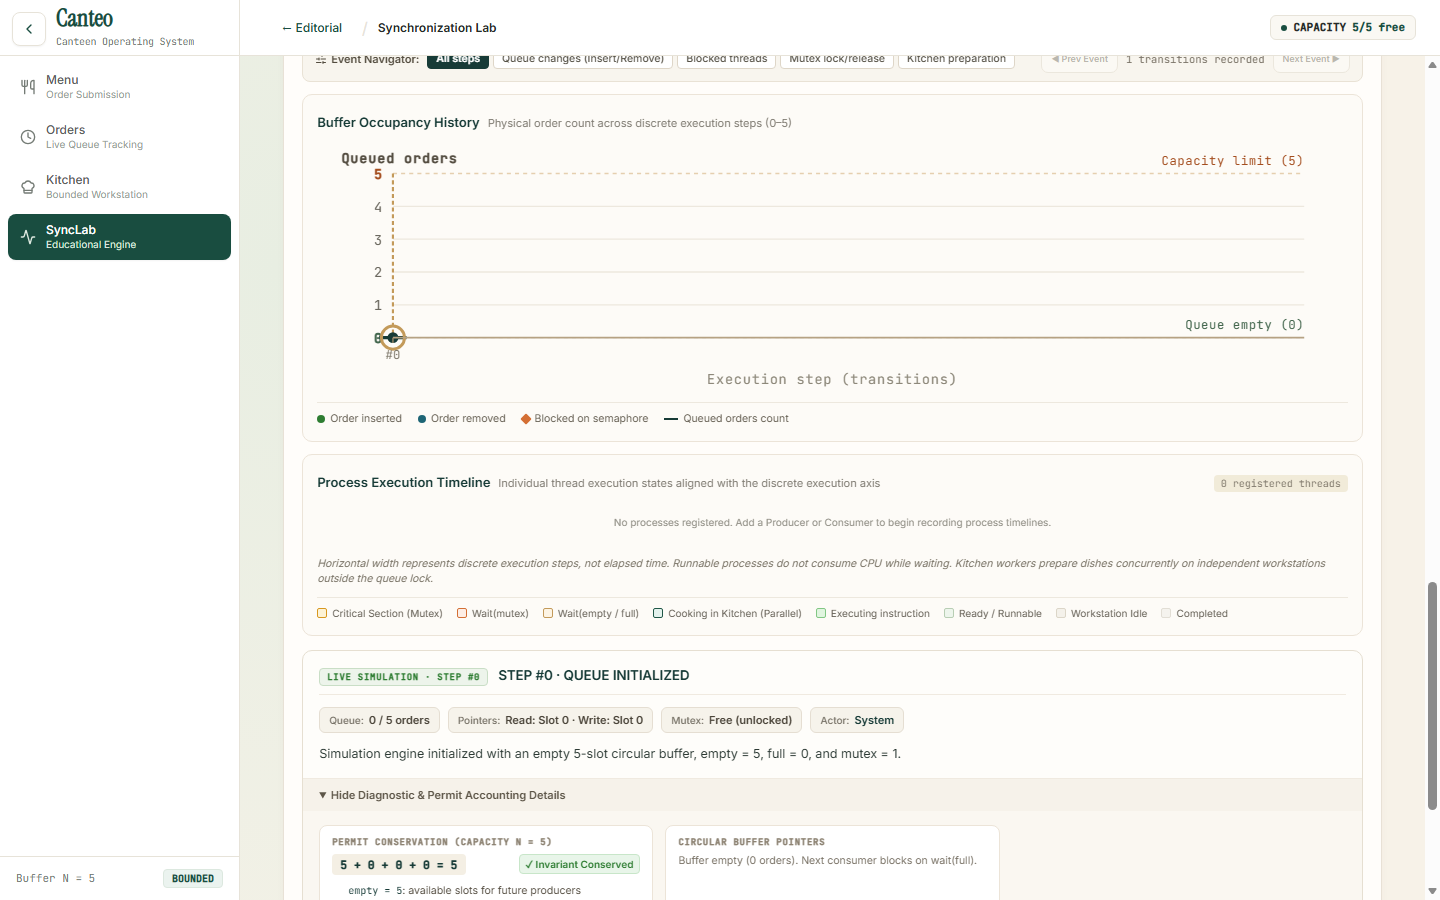 Canteo
Canteen Operating System
← Editorial / Synchronization Lab
CAPACITY 5/5 free
Menu
Order Submission
Orders
Live Queue Tracking
Kitchen
Bounded Workstation
SyncLab
Educational Engine
Buffer N = 5
BOUNDED
Event Navigator: All steps Queue changes (Insert/Remove) Blocked threads Mutex lock/release Kitchen preparation ◀ Prev Event 1 transitions recorded Next Event ▶
Buffer Occupancy History Physical order count across discrete execution steps (0–5)
Queued orders
Capacity limit (5)
5
4
3
2
1
Queue empty (0)
0
#0
Execution step (transitions)
Order inserted Order removed Blocked on semaphore Queued orders count
Process Execution Timeline Individual thread execution states aligned with the discrete execution axis
0 registered threads
No processes registered. Add a Producer or Consumer to begin recording process timelines.
Horizontal width represents discrete execution steps, not elapsed time. Runnable processes do not consume CPU while waiting. Kitchen workers prepare dishes concurrently on independent workstations
outside the queue lock.
Critical Section (Mutex) Wait(mutex) Wait(empty / full) Cooking in Kitchen (Parallel) Executing instruction Ready / Runnable Workstation Idle Completed
LIVE SIMULATION · STEP #0 STEP #0 · QUEUE INITIALIZED
Queue: 0 / 5 orders Pointers: Read: Slot 0 · Write: Slot 0 Mutex: Free (unlocked) Actor: System
Simulation engine initialized with an empty 5-slot circular buffer, empty = 5, full = 0, and mutex = 1.
▼ Hide Diagnostic & Permit Accounting Details
PERMIT CONSERVATION (CAPACITY N = 5)
5 + 0 + 0 + 0 = 5
✓ Invariant Conserved
empty = 5: available slots for future producers
CIRCULAR BUFFER POINTERS
Buffer empty (0 orders). Next consumer blocks on wait(full).